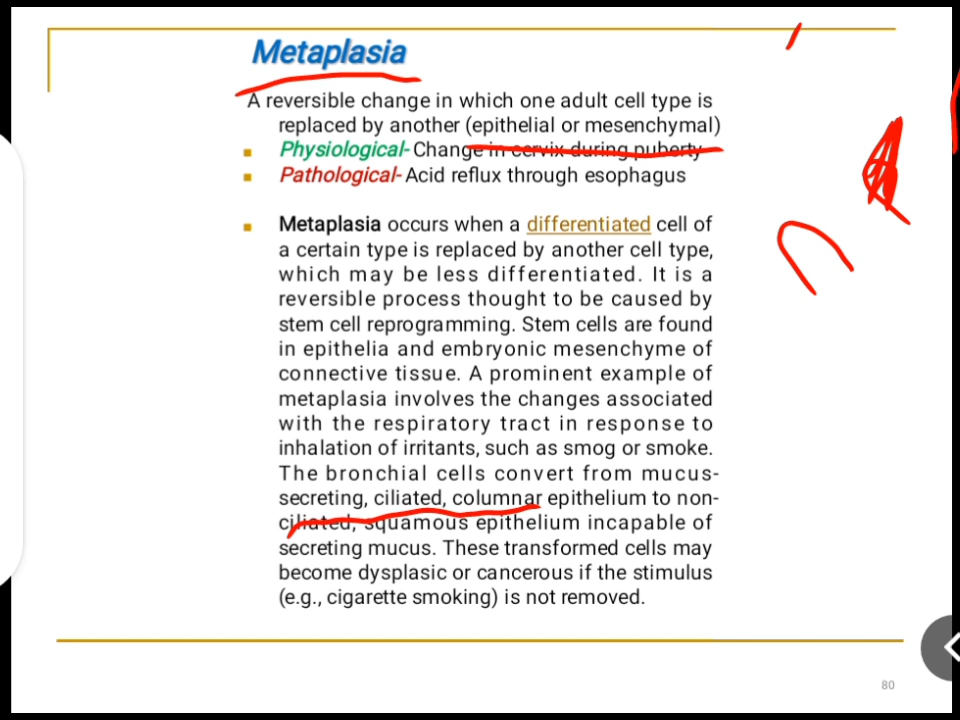 Metaplasia
A reversible change in which one adult cell type is
replaced by another (epithelial or mesenchymal)
Physiological- Change in cervix during puberty
Pathological- Acid reflux through esophagus
Metaplasia occurs when a differentiated cell of
a certain type is replaced by another cell type,
which may be less differentiated. It is a
reversible process thought to be caused by
stem cell reprogramming. Stem cells are found
in epithelia and embryonic mesenchyme of
connective tissue. A prominent example of
metaplasia involves the changes associated
with the respiratory tract in response to
inhalation of irritants, such as smog or smoke.
The bronchial cells convert from mucus-
secreting, ciliated, columnar epithelium to non-
ciliated, squamous epithelium incapable of
secreting mucus. These transformed cells may
become dysplasic or cancerous if the stimulus
(e.g., cigarette smoking) is not removed.
80